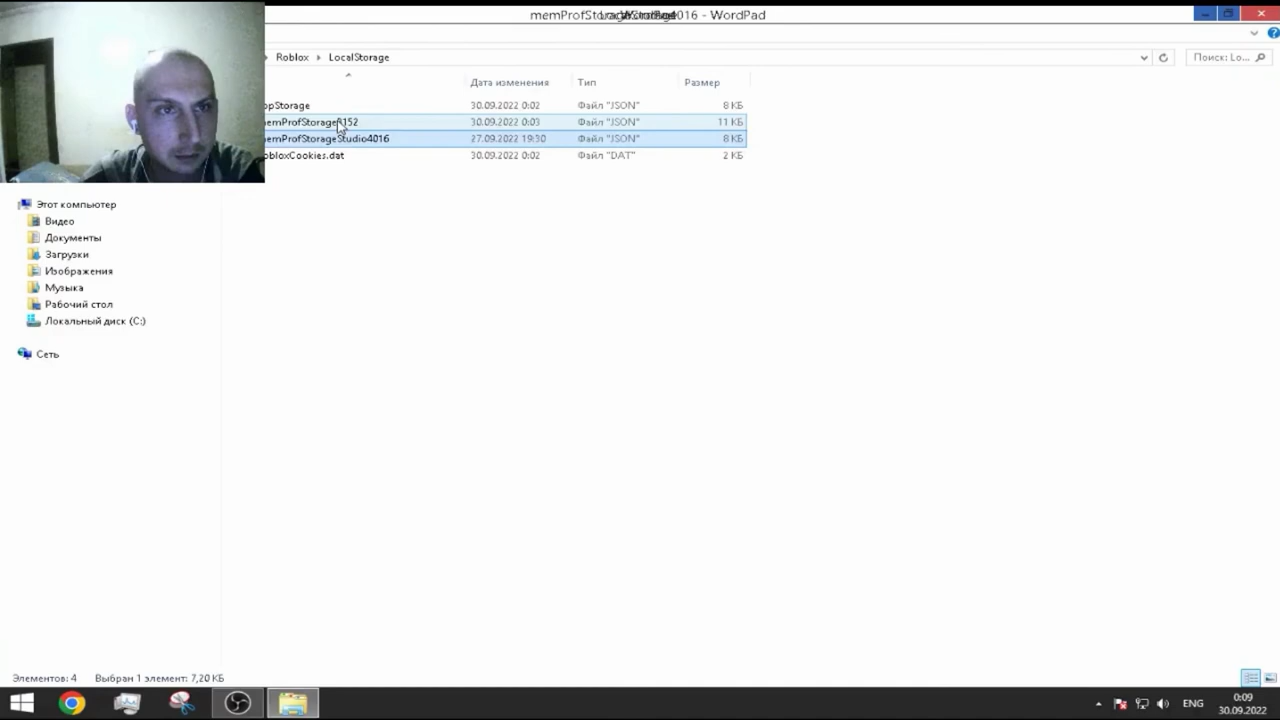 memProfStorageStudio4016 - WordPad
Roblox LocalStorage
Поиск: Lo...
Дата изменения Тип Размер
opStorage 30.09.2022 0:02 Файл "JSON" 8 КБ
30.09.2022 0:03 Файл "JSON" 11 КБ
emProfStorageStudio4016 27.09.2022 19:30 Файл "JSON" 8 КБ
obloxCookies.dat 30.09.2022 0:02 Файл "DAT" 2 КБ
Этот компьютер
Видео
Документы
Загрузки
Изображения
Музыка
Рабочий стол
Локальный диск (C:)
Сеть
Элементов: 4 Выбран 1 элемент: 7,20 КБ
ENG
0:09
30.09.2022